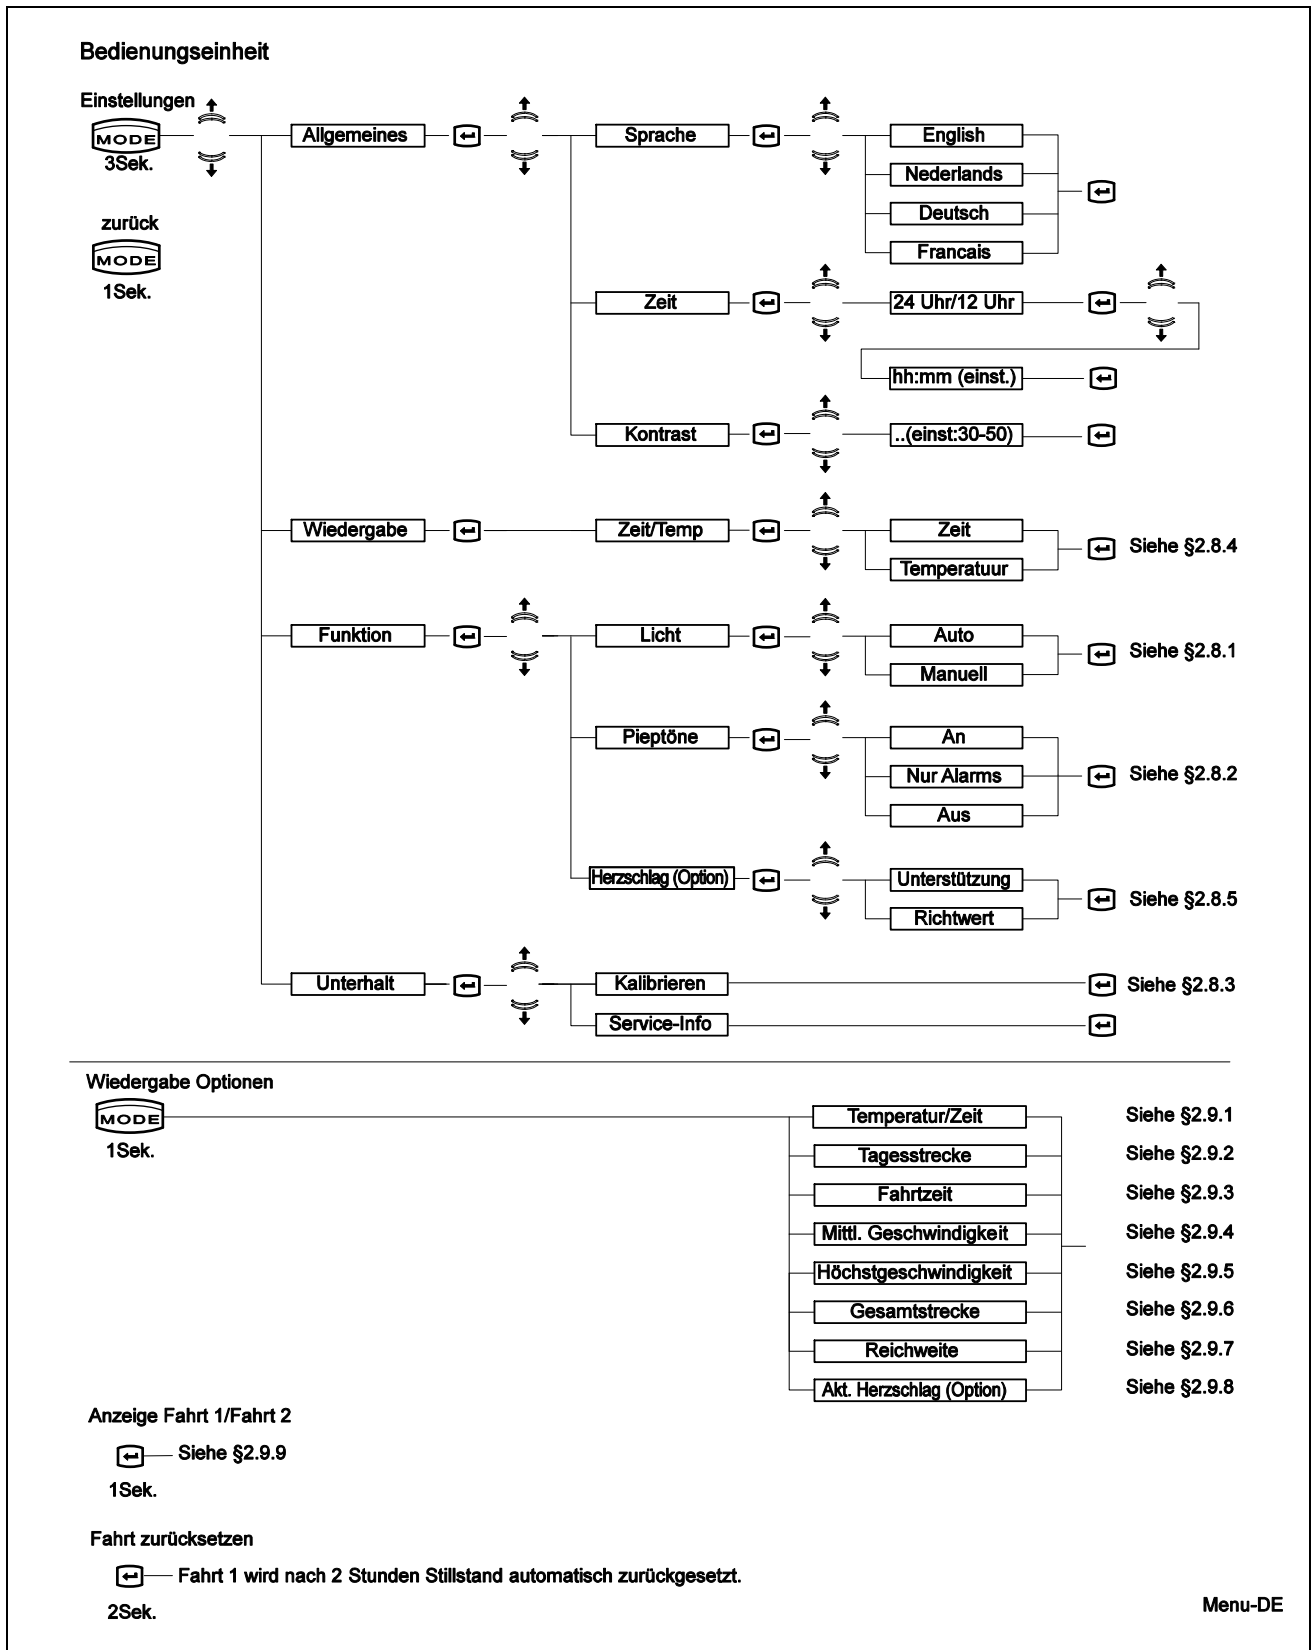 Bedienungseinheit
Einstellungen
MODE
3Sek.
zurück
MODE
1Sek.
Allgemeines
Sprache
English
Nederlands
Deutsch
Francais
Zeit
24 Uhr/12 Uhr
hh:mm (einst.)
Kontrast
..(einst:30-50)
Wiedergabe
Zeit/Temp
Zeit
Temperatuur
Siehe §2.8.4
Funktion
Licht
Auto
Manuell
Siehe §2.8.1
Pieptöne
An
Nur Alarms
Aus
Siehe §2.8.2
Herzschlag (Option)
Unterstützung
Richtwert
Siehe §2.8.5
Unterhalt
Kalibrieren
Siehe §2.8.3
Service-Info
Wiedergabe Optionen
MODE
1Sek.
Temperatur/Zeit Siehe §2.9.1
Tagesstrecke Siehe §2.9.2
Fahrtzeit Siehe §2.9.3
Mittl. Geschwindigkeit Siehe §2.9.4
Höchstgeschwindigkeit Siehe §2.9.5
Gesamtstrecke Siehe §2.9.6
Reichweite Siehe §2.9.7
Akt. Herzschlag (Option) Siehe §2.9.8
Anzeige Fahrt 1/Fahrt 2
Siehe §2.9.9
1Sek.
Fahrt zurücksetzen
Fahrt 1 wird nach 2 Stunden Stillstand automatisch zurückgesetzt.
2Sek.
Menu-DE